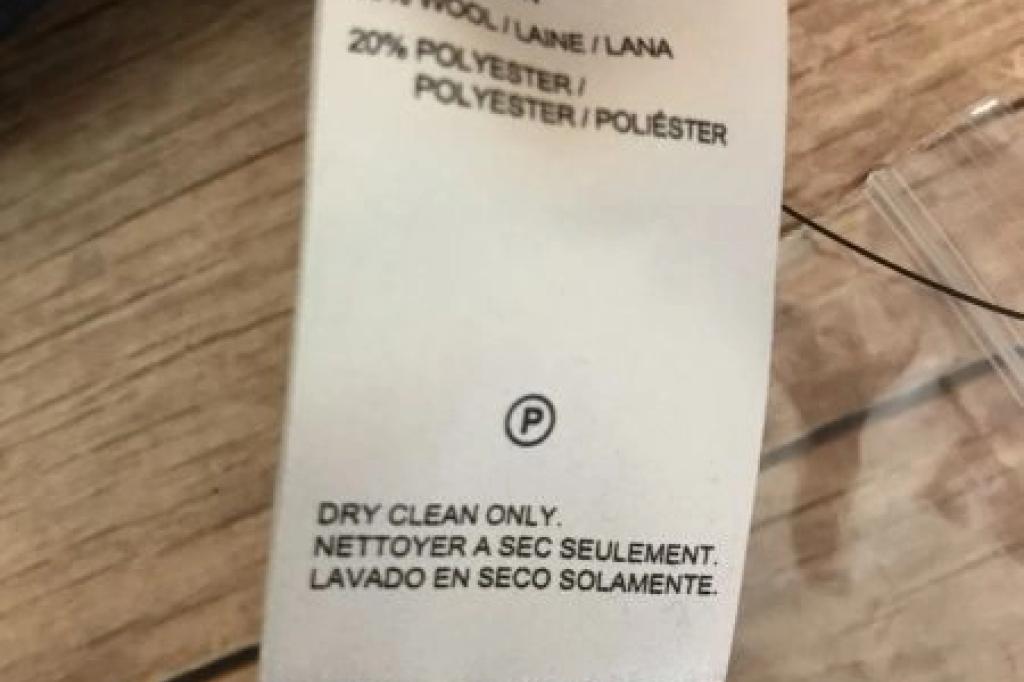 WOOL / LAINE / LANA
20% POLYESTER /
POLYESTER / POLIÉSTER
P
DRY CLEAN ONLY.
NETTOYER A SEC SEULEMENT.
LAVADO EN SECO SOLAMENTE.